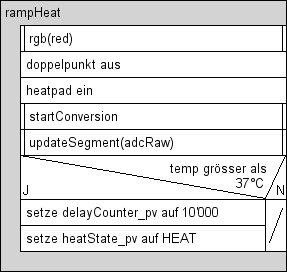 rampHeat
rgb(red)
doppelpunkt aus
heatpad ein
startConversion
updateSegment(adcRaw)
temp grösser als
37°C
J
N
setze delayCounter_pv auf 10'000
setze heatState_pv auf HEAT